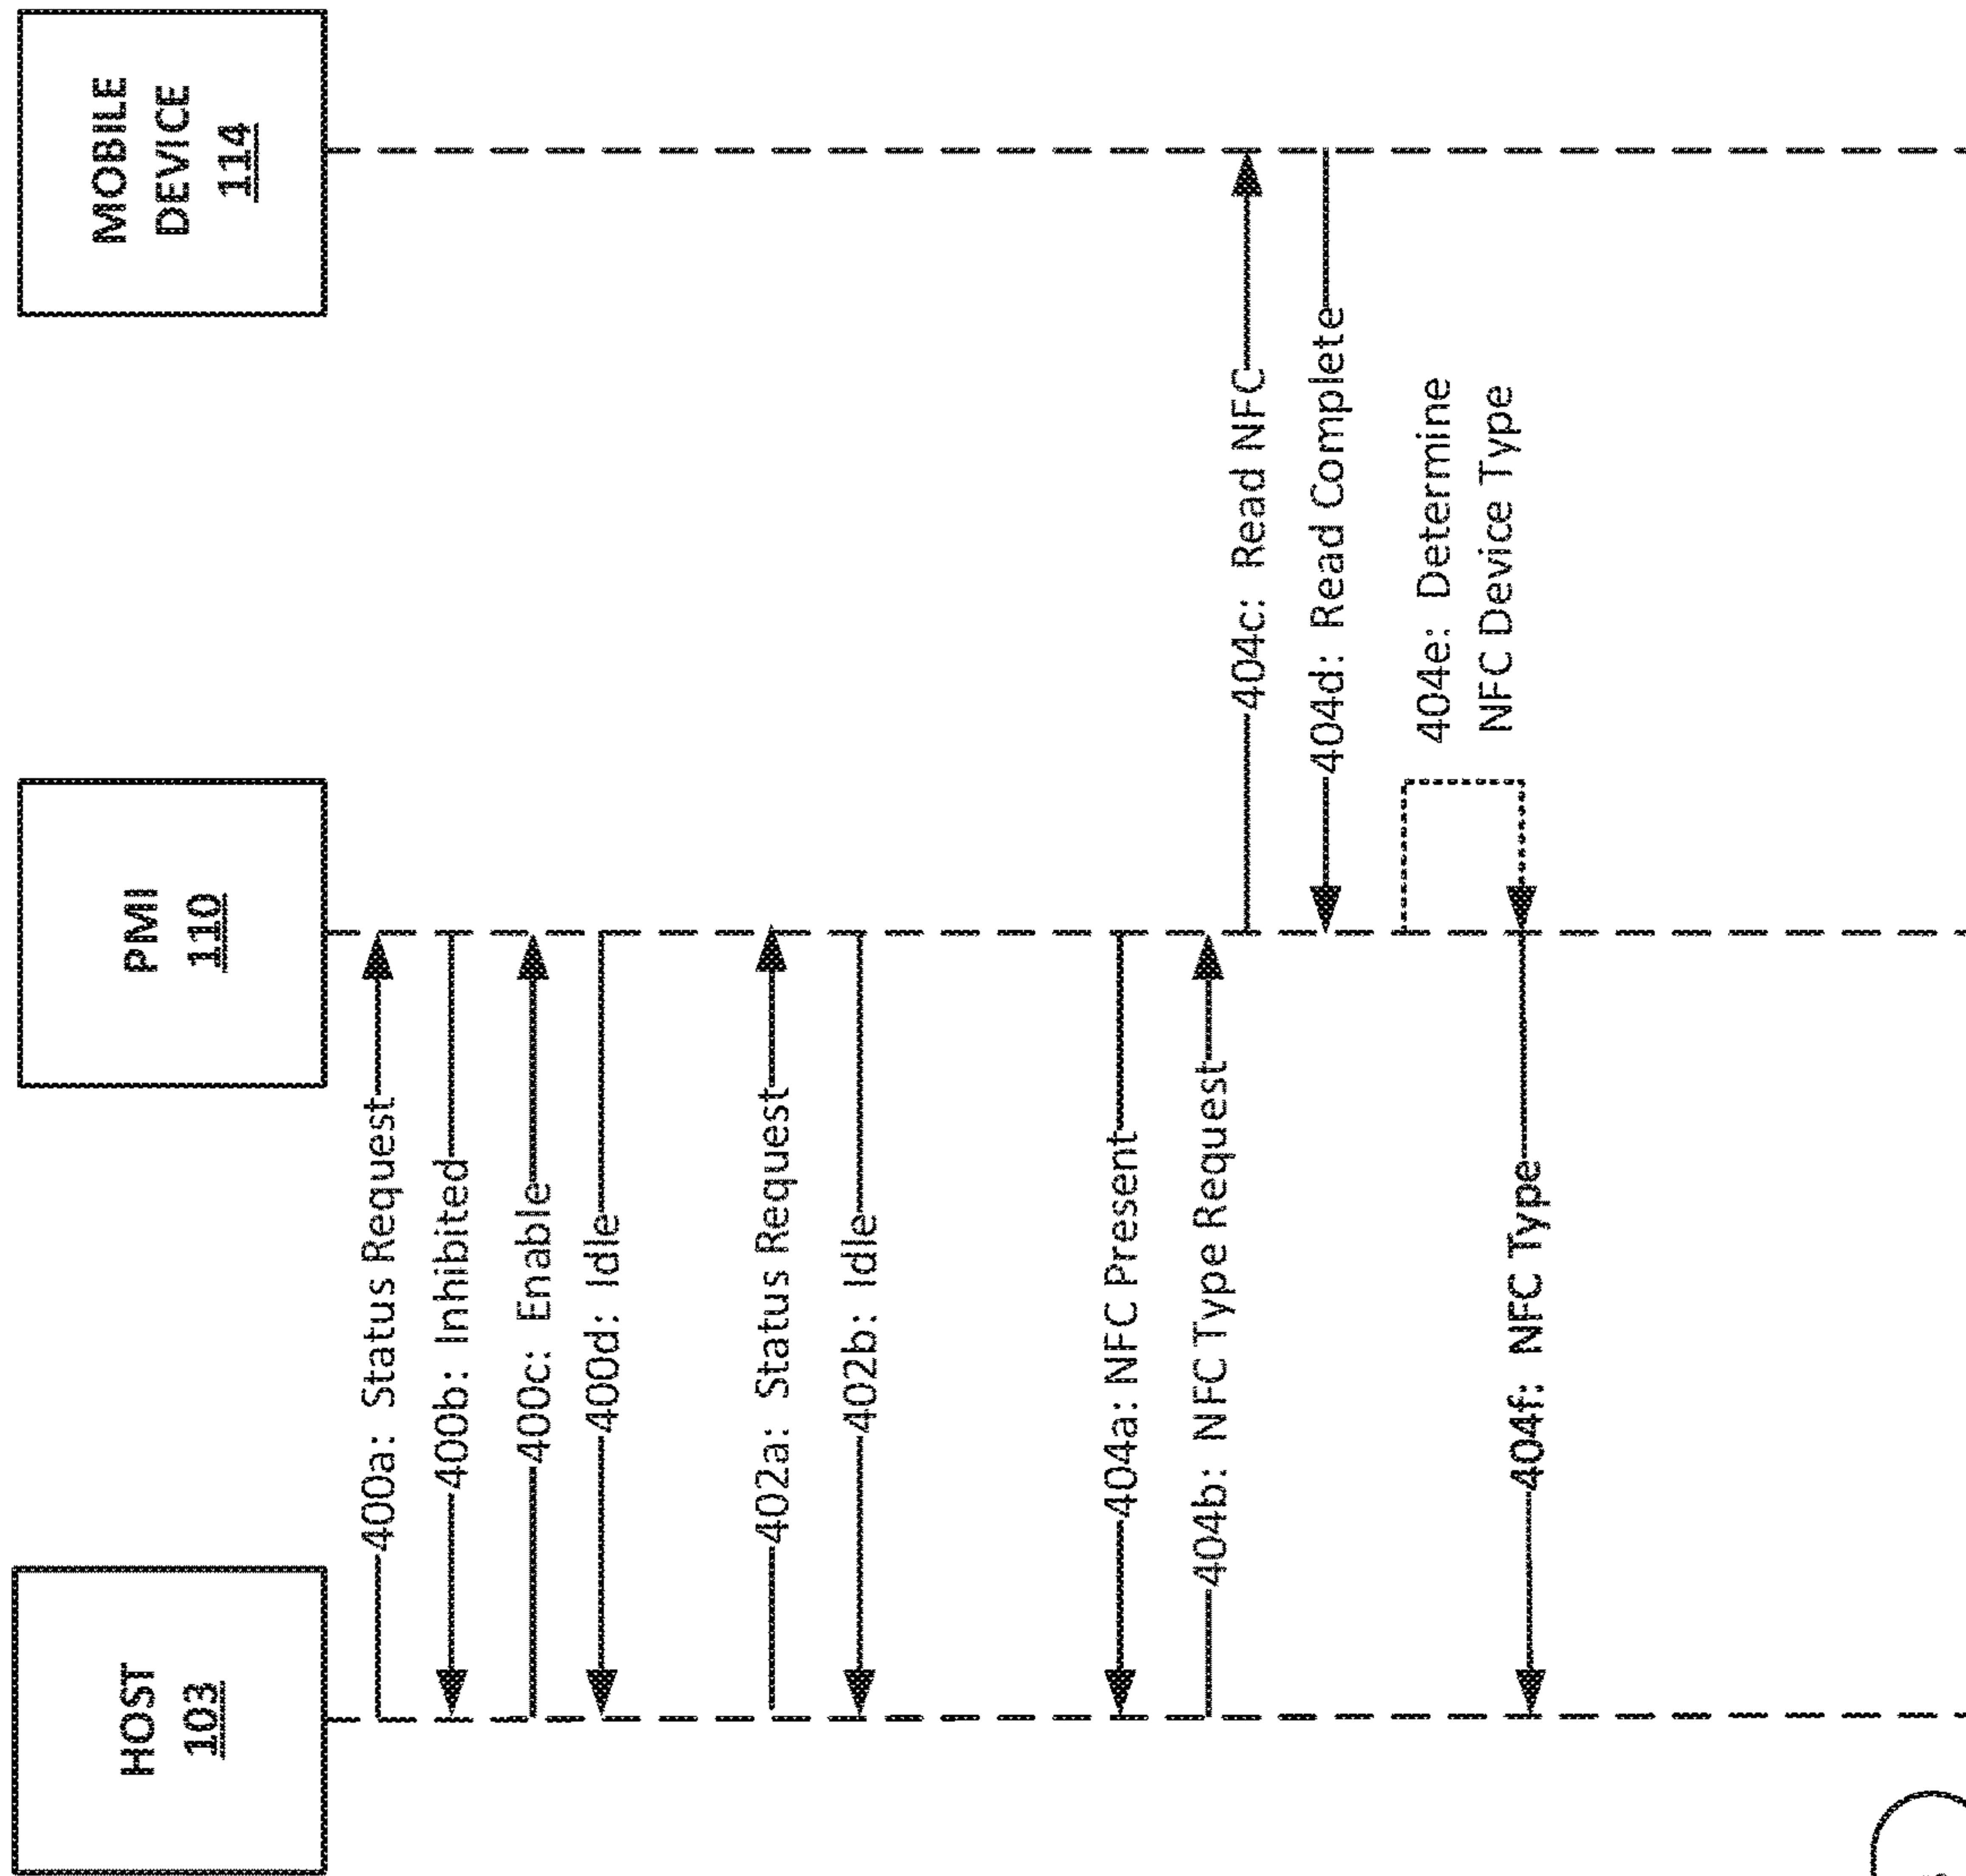 HOST
103
PMI
110
MOBILE
DEVICE
114
400a: Status Request
400b: Inhibited
400c: Enable
400d: Idle
402a: Status Request
402b: Idle
404a: NFC Present
404b: NFC Type Request
404c: Read NFC
404d: Read Complete
404e: Determine
NFC Device Type
404f: NFC Type